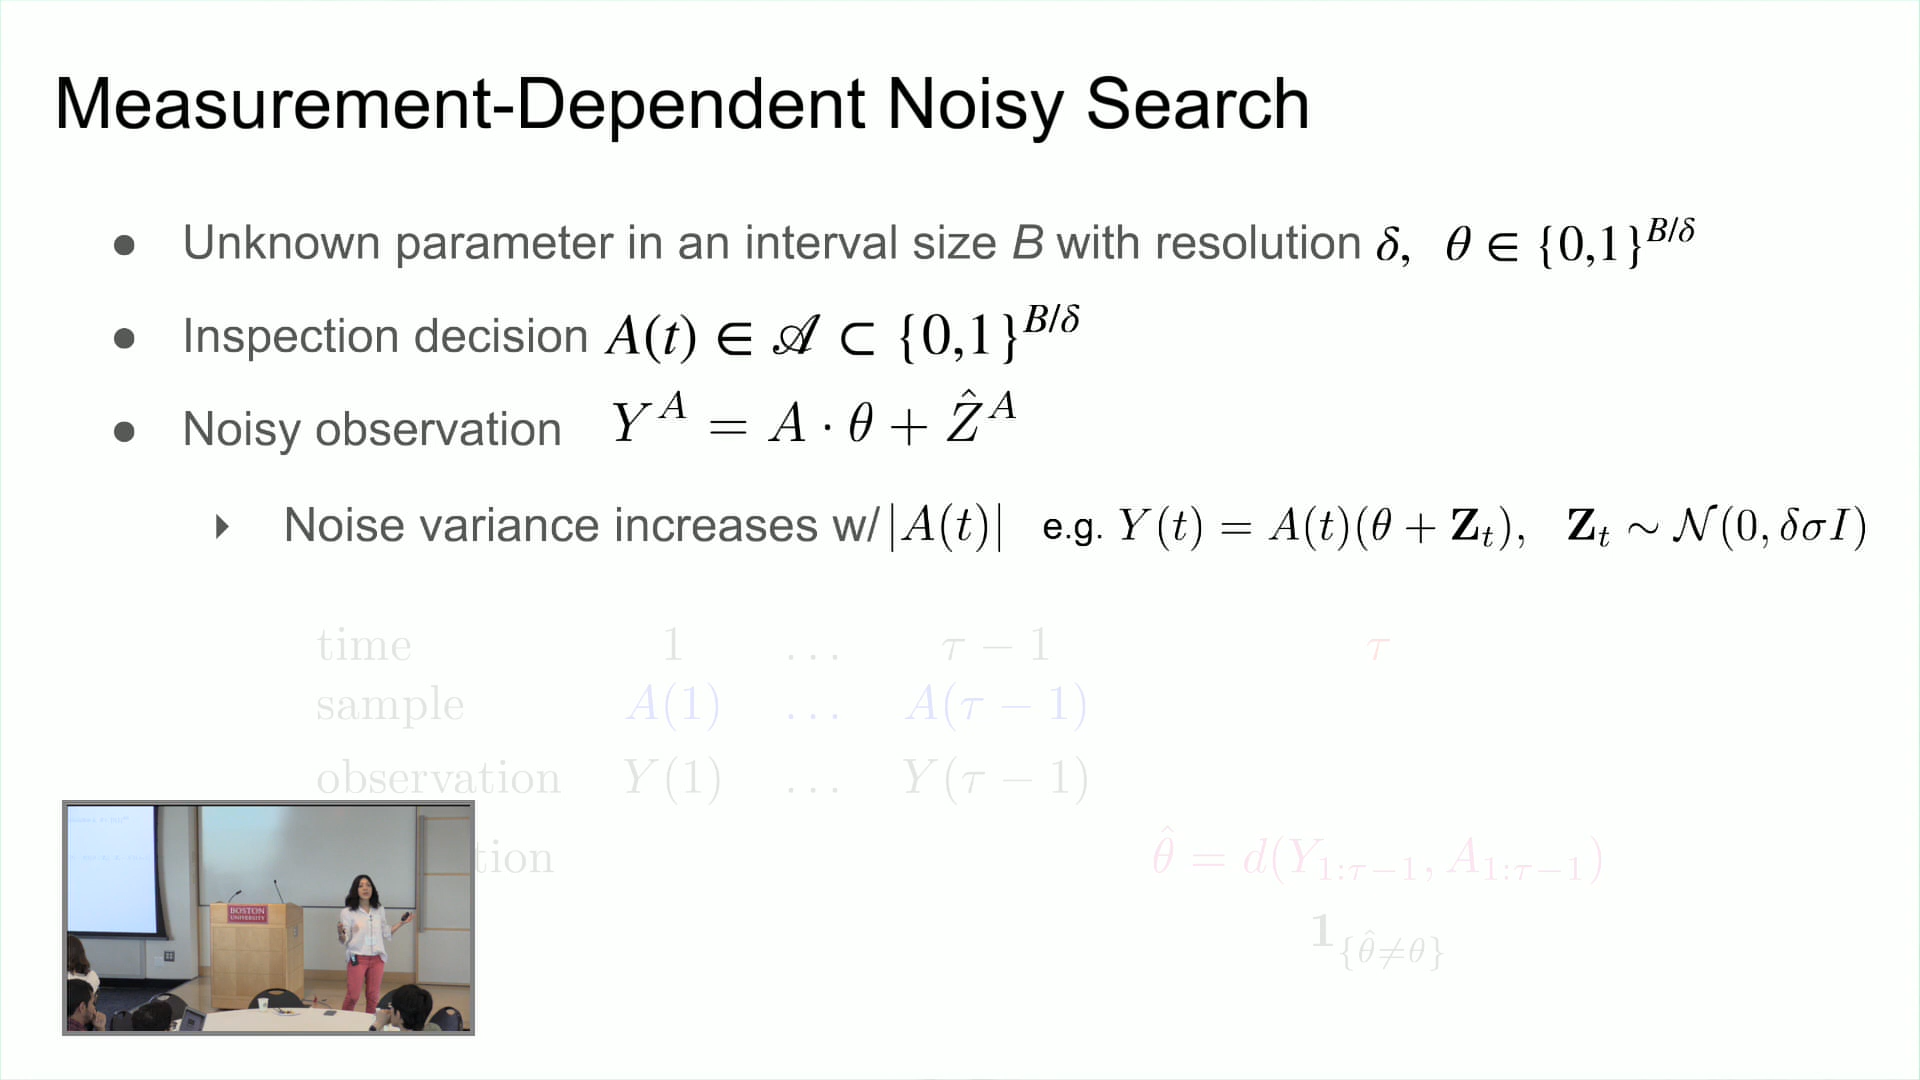 Measurement-Dependent Noisy Search
● Unknown parameter in an interval size B with resolution δ, θ ∈ {0,1}^{B/δ}
● Inspection decision A(t) ∈ 𝒜 ⊂ {0,1}^{B/δ}
● Noisy observation Y^A = A · θ + Ẑ^A
‣ Noise variance increases w/ |A(t)| e.g. Y(t) = A(t)(θ + Z_t), Z_t ∼ 𝒩(0, δσI)
time 1 ... τ − 1 τ
sample A(1) ... A(τ − 1)
observation Y(1) ... Y(τ − 1)
tion θ̂ = d(Y_{1:τ−1}, A_{1:τ−1})
1_{{θ̂≠θ}}
BOSTON
UNIVERSITY